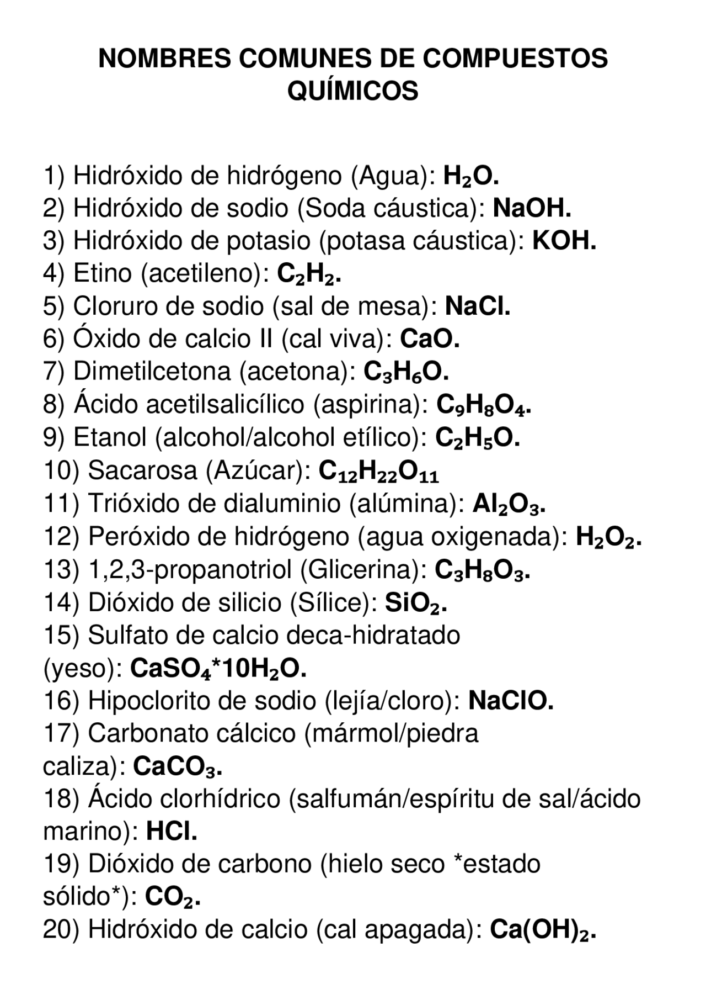 NOMBRES COMUNES DE COMPUESTOS
QUÍMICOS
1) Hidróxido de hidrógeno (Agua): H₂O.
2) Hidróxido de sodio (Soda cáustica): NaOH.
3) Hidróxido de potasio (potasa cáustica): KOH.
4) Etino (acetileno): C₂H₂.
5) Cloruro de sodio (sal de mesa): NaCl.
6) Óxido de calcio II (cal viva): CaO.
7) Dimetilcetona (acetona): C₃H₆O.
8) Ácido acetilsalicílico (aspirina): C₉H₈O₄.
9) Etanol (alcohol/alcohol etílico): C₂H₅O.
10) Sacarosa (Azúcar): C₁₂H₂₂O₁₁
11) Trióxido de dialuminio (alúmina): Al₂O₃.
12) Peróxido de hidrógeno (agua oxigenada): H₂O₂.
13) 1,2,3-propanotriol (Glicerina): C₃H₈O₃.
14) Dióxido de silicio (Sílice): SiO₂.
15) Sulfato de calcio deca-hidratado
(yeso): CaSO₄*10H₂O.
16) Hipoclorito de sodio (lejía/cloro): NaClO.
17) Carbonato cálcico (mármol/piedra
caliza): CaCO₃.
18) Ácido clorhídrico (salfumán/espíritu de sal/ácido
marino): HCl.
19) Dióxido de carbono (hielo seco *estado
sólido*): CO₂.
20) Hidróxido de calcio (cal apagada): Ca(OH)₂.